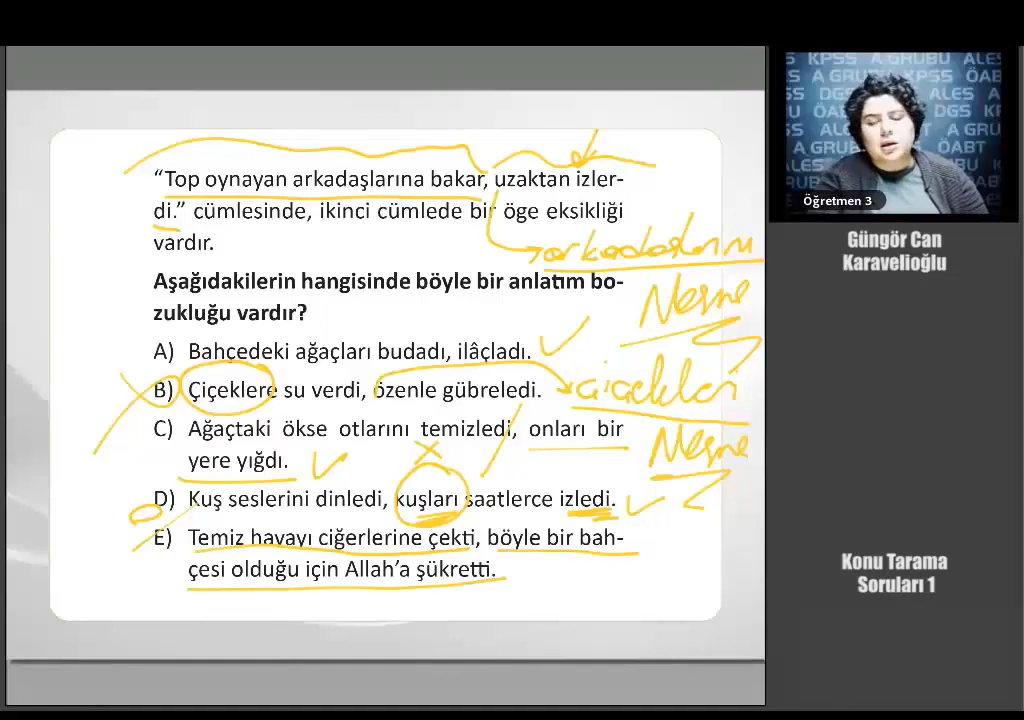 “Top oynayan arkadaşlarına bakar, uzaktan izler-
di.” cümlesinde, ikinci cümlede bir öge eksikliği
vardır.
arkadaşlarını
Nesne
Aşağıdakilerin hangisinde böyle bir anlatım bo-
zukluğu vardır?
A) Bahçedeki ağaçları budadı, ilâçladı.
B) Çiçeklere su verdi, özenle gübreledi.
çiçekleri
Nesne
C) Ağaçtaki ökse otlarını temizledi, onları bir
yere yığdı.
D) Kuş seslerini dinledi, kuşları saatlerce izledi.
E) Temiz havayı ciğerlerine çekti, böyle bir bah-
çesi olduğu için Allah’a şükretti.
Öğretmen 3
Güngör Can
Karavelioğlu
Konu Tarama
Soruları 1